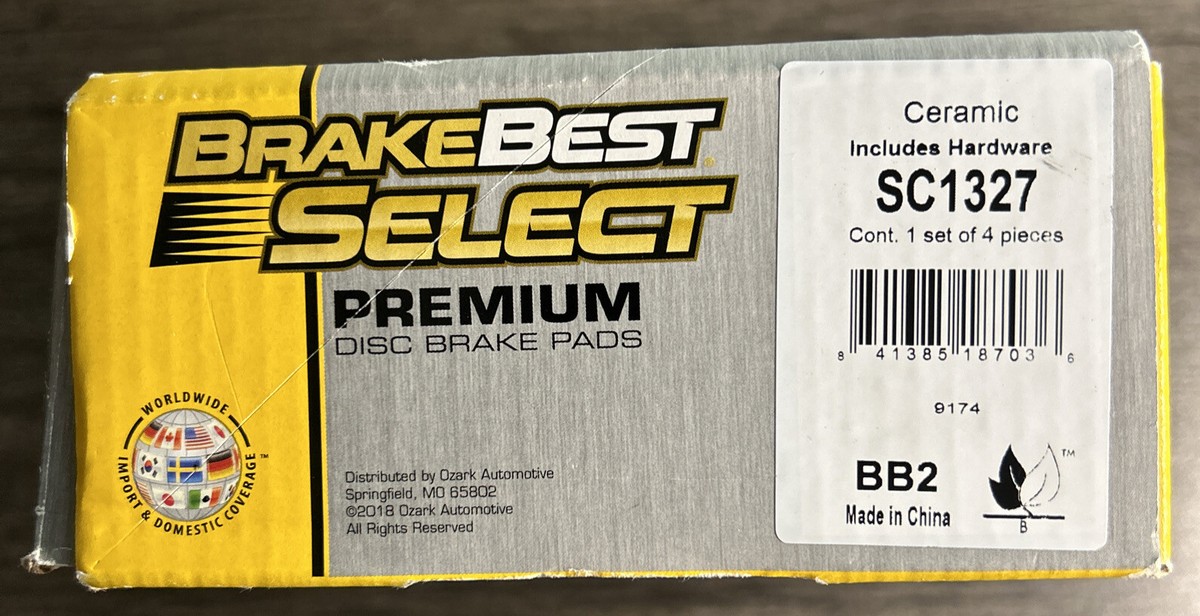 BRAKEBEST
SELECT
PREMIUM
DISC BRAKE PADS
WORLDWIDE
IMPORT & DOMESTIC COVERAGE™
Distributed by Ozark Automotive
Springfield, MO 65802
©2018 Ozark Automotive
All Rights Reserved
Ceramic
Includes Hardware
SC1327
Cont. 1 set of 4 pieces
8 41385 18703 6
9174
BB2
Made in China
TM
B